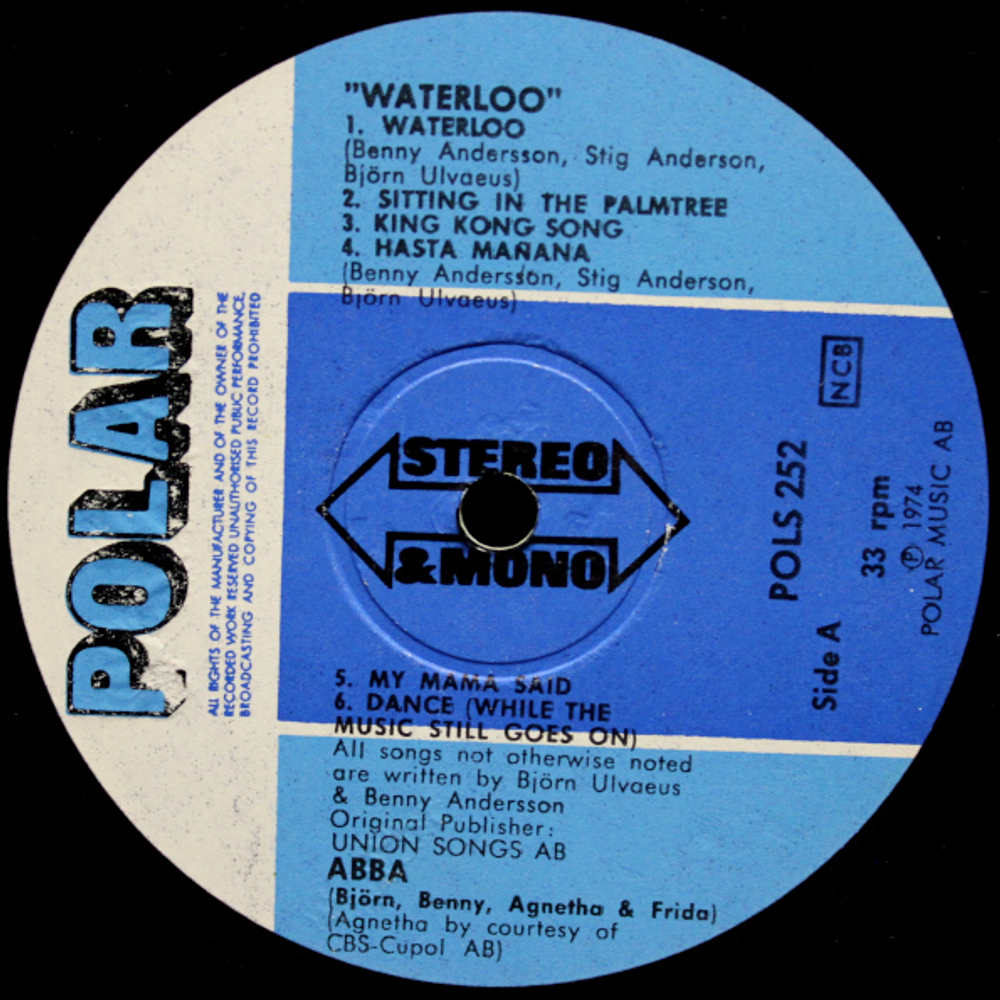 "WATERLOO"
1. WATERLOO
(Benny Andersson, Stig Anderson,
Björn Ulvaeus)
2. SITTING IN THE PALMTREE
3. KING KONG SONG
4. HASTA MAÑANA
(Benny Andersson, Stig Anderson,
Björn Ulvaeus)
POLAR
ALL RIGHTS OF THE MANUFACTURER AND OF THE OWNER OF THE
RECORDED WORK RESERVED UNAUTHORISED PUBLIC PERFORMANCE,
BROADCASTING AND COPYING OF THIS RECORD PROHIBITED
STEREO
&MONO
NCB
POLS 252
Side A
33 rpm
Ⓟ 1974
POLAR MUSIC AB
5. MY MAMA SAID
6. DANCE (WHILE THE
MUSIC STILL GOES ON)
All songs not otherwise noted
are written by Björn Ulvaeus
& Benny Andersson
Original Publisher:
UNION SONGS AB
ABBA
(Björn, Benny, Agnetha & Frida)
(Agnetha by courtesy of
CBS-Cupol AB)